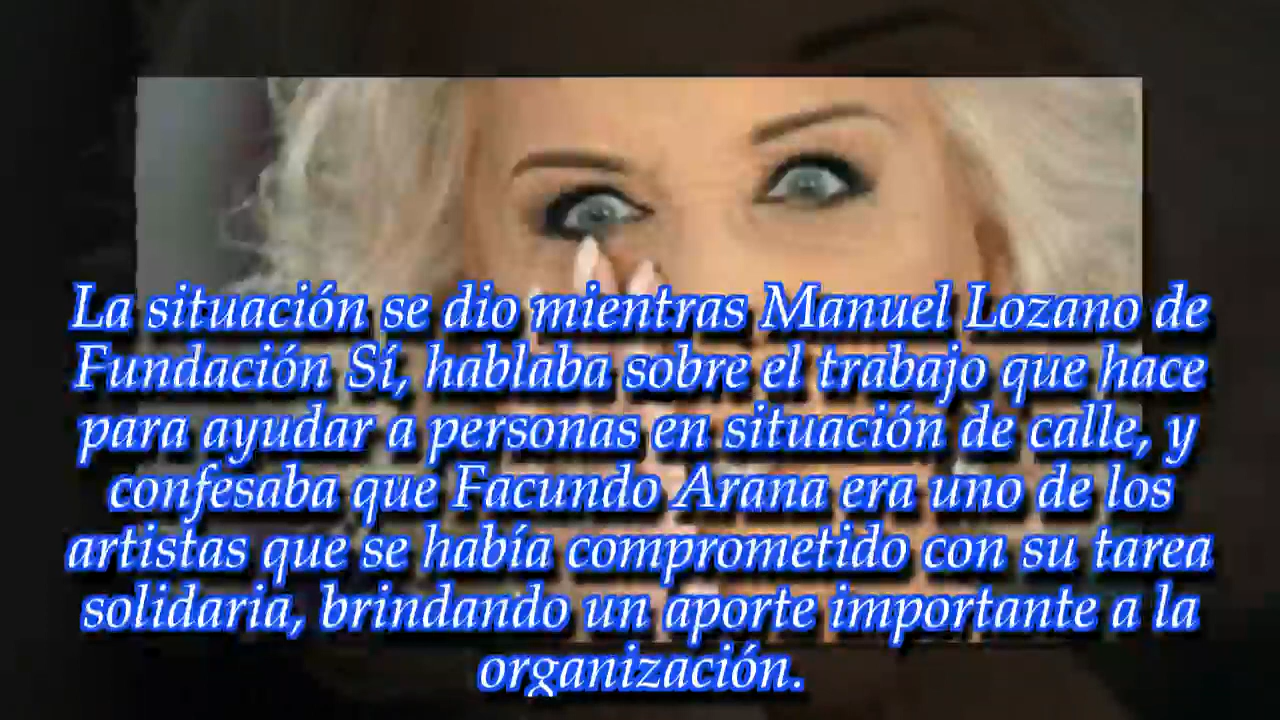 La situación se dio mientras Manuel Lozano de
Fundación Sí, hablaba sobre el trabajo que hace
para ayudar a personas en situación de calle, y
confesaba que Facundo Arana era uno de los
artistas que se había comprometido con su tarea
solidaria, brindando un aporte importante a la
organización.